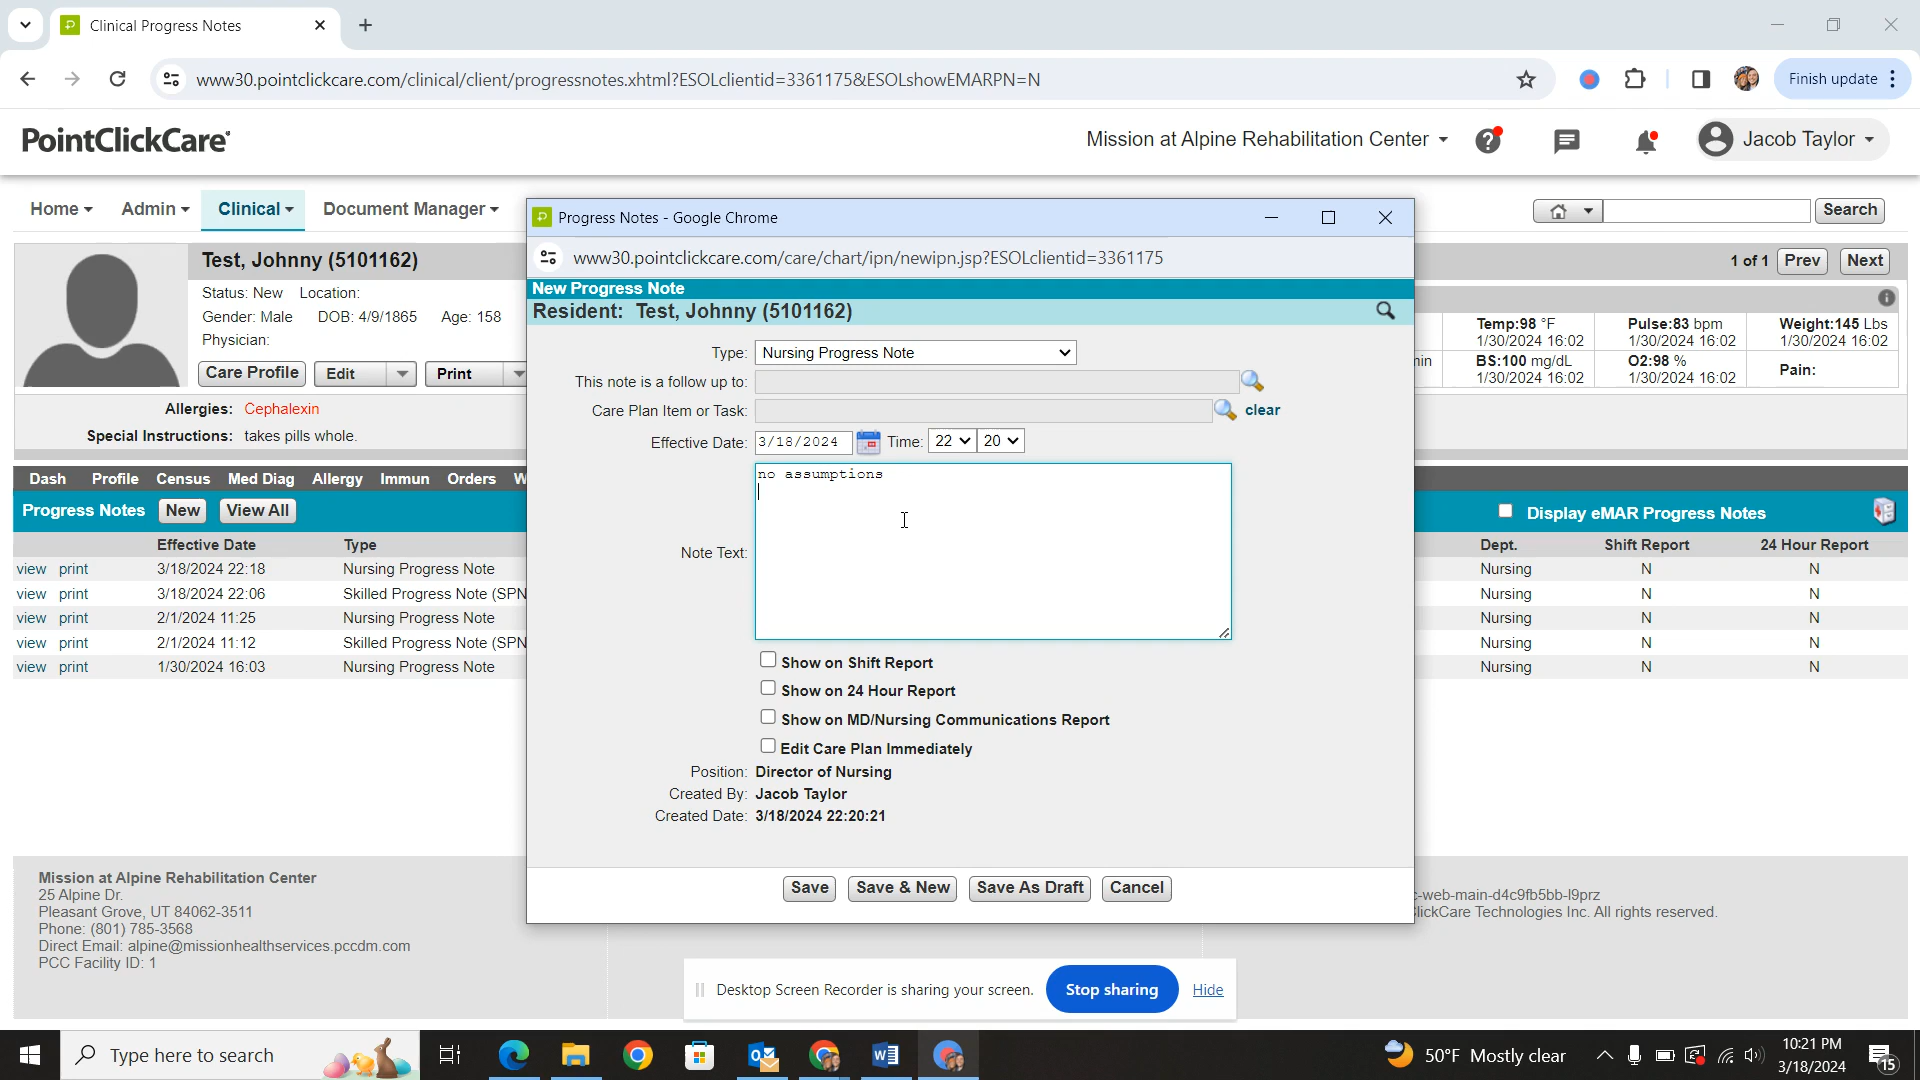 Clinical Progress Notes
www30.pointclickcare.com/clinical/client/progressnotes.xhtml?ESOLclientid=3361175&ESOLshowEMARPN=N
Finish update
PointClickCare
Mission at Alpine Rehabilitation Center
Jacob Taylor
Home
Admin
Clinical
Document Manager
Search
Test, Johnny (5101162)
Status: New Location:
Gender: Male DOB: 4/9/1865 Age: 158
Physician:
Care Profile
Edit
Print
Allergies: Cephalexin
Special Instructions: takes pills whole.
1 of 1
Prev
Next
Temp:98 °F
1/30/2024 16:02
Pulse:83 bpm
1/30/2024 16:02
Weight:145 Lbs
1/30/2024 16:02
BS:100 mg/dL
1/30/2024 16:02
O2:98 %
1/30/2024 16:02
Pain:
Dash Profile Census Med Diag Allergy Immun Orders W
Progress Notes New View All
Display eMAR Progress Notes
Effective Date Type Dept. Shift Report 24 Hour Report
view print 3/18/2024 22:18 Nursing Progress Note Nursing N N
view print 3/18/2024 22:06 Skilled Progress Note (SPN Nursing N N
view print 2/1/2024 11:25 Nursing Progress Note Nursing N N
view print 2/1/2024 11:12 Skilled Progress Note (SPN Nursing N N
view print 1/30/2024 16:03 Nursing Progress Note Nursing N N
Progress Notes - Google Chrome
www30.pointclickcare.com/care/chart/ipn/newipn.jsp?ESOLclientid=3361175
New Progress Note
Resident: Test, Johnny (5101162)
Type: Nursing Progress Note
This note is a follow up to:
Care Plan Item or Task: clear
Effective Date: 3/18/2024 Time: 22 20
Note Text:
no assumptions
Show on Shift Report
Show on 24 Hour Report
Show on MD/Nursing Communications Report
Edit Care Plan Immediately
Position: Director of Nursing
Created By: Jacob Taylor
Created Date: 3/18/2024 22:20:21
Save
Save & New
Save As Draft
Cancel
Mission at Alpine Rehabilitation Center
25 Alpine Dr.
Pleasant Grove, UT 84062-3511
Phone: (801) 785-3568
Direct Email: alpine@missionhealthservices.pccdm.com
PCC Facility ID: 1
c-web-main-d4c9fb5bb-l9prz
lickCare Technologies Inc. All rights reserved.
Desktop Screen Recorder is sharing your screen.
Stop sharing
Hide
Type here to search
50°F Mostly clear
10:21 PM
3/18/2024
15